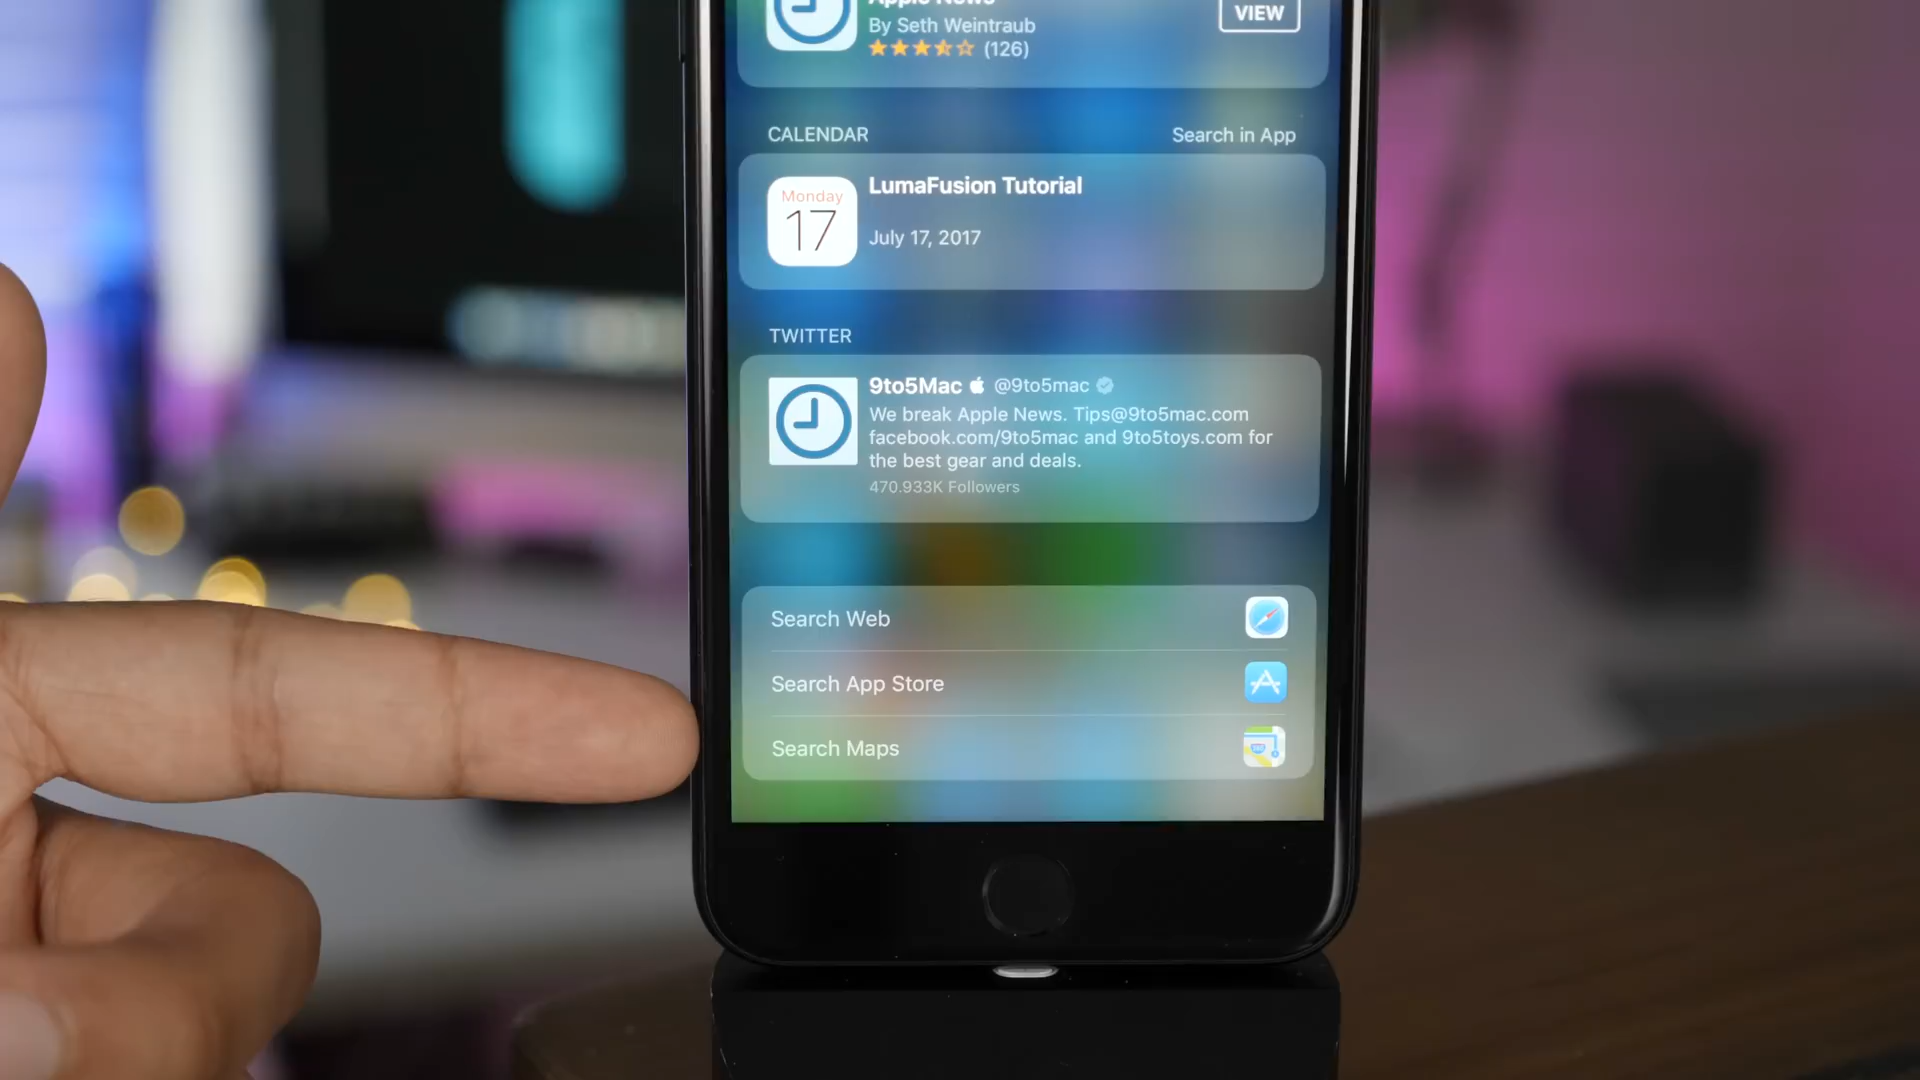 Apple News
By Seth Weintraub
(126)
VIEW
CALENDAR
Search in App
Monday
17
LumaFusion Tutorial
July 17, 2017
TWITTER
9to5Mac @9to5mac
We break Apple News. Tips@9to5mac.com
facebook.com/9to5mac and 9to5toys.com for
the best gear and deals.
470.933K Followers
Search Web
Search App Store
Search Maps